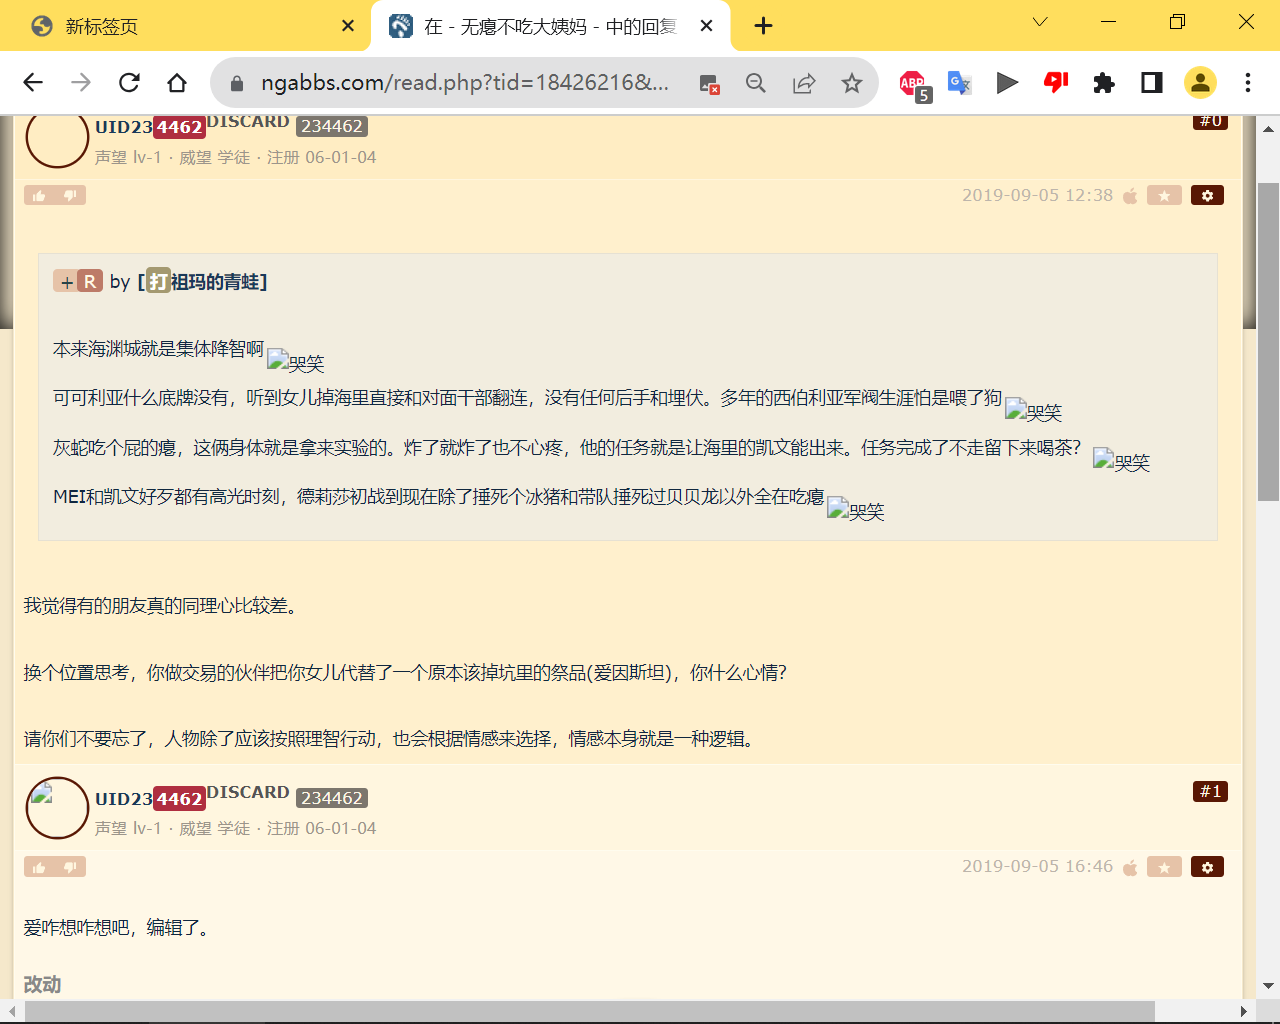 新标签页
在 - 无瘪不吃大姨妈 - 中的回复
ngabbs.com/read.php?tid=18426216&...
ABP
5
UID234462DISCARD 234462
#0
声望 lv-1 · 威望 学徒 · 注册 06-01-04
2019-09-05 12:38
+ R by [打祖玛的青蛙]
本来海渊城就是集体降智啊哭笑
可可利亚什么底牌没有，听到女儿掉海里直接和对面干部翻连，没有任何后手和埋伏。多年的西伯利亚军阀生涯怕是喂了狗哭笑
灰蛇吃个屁的瘪，这俩身体就是拿来实验的。炸了就炸了也不心疼，他的任务就是让海里的凯文能出来。任务完成了不走留下来喝茶？哭笑
MEI和凯文好歹都有高光时刻，德莉莎初战到现在除了捶死个冰猪和带队捶死过贝贝龙以外全在吃瘪哭笑
我觉得有的朋友真的同理心比较差。
换个位置思考，你做交易的伙伴把你女儿代替了一个原本该掉坑里的祭品(爱因斯坦)，你什么心情?
请你们不要忘了，人物除了应该按照理智行动，也会根据情感来选择，情感本身就是一种逻辑。
UID234462DISCARD 234462
#1
声望 lv-1 · 威望 学徒 · 注册 06-01-04
2019-09-05 16:46
爱咋想咋想吧，编辑了。
改动